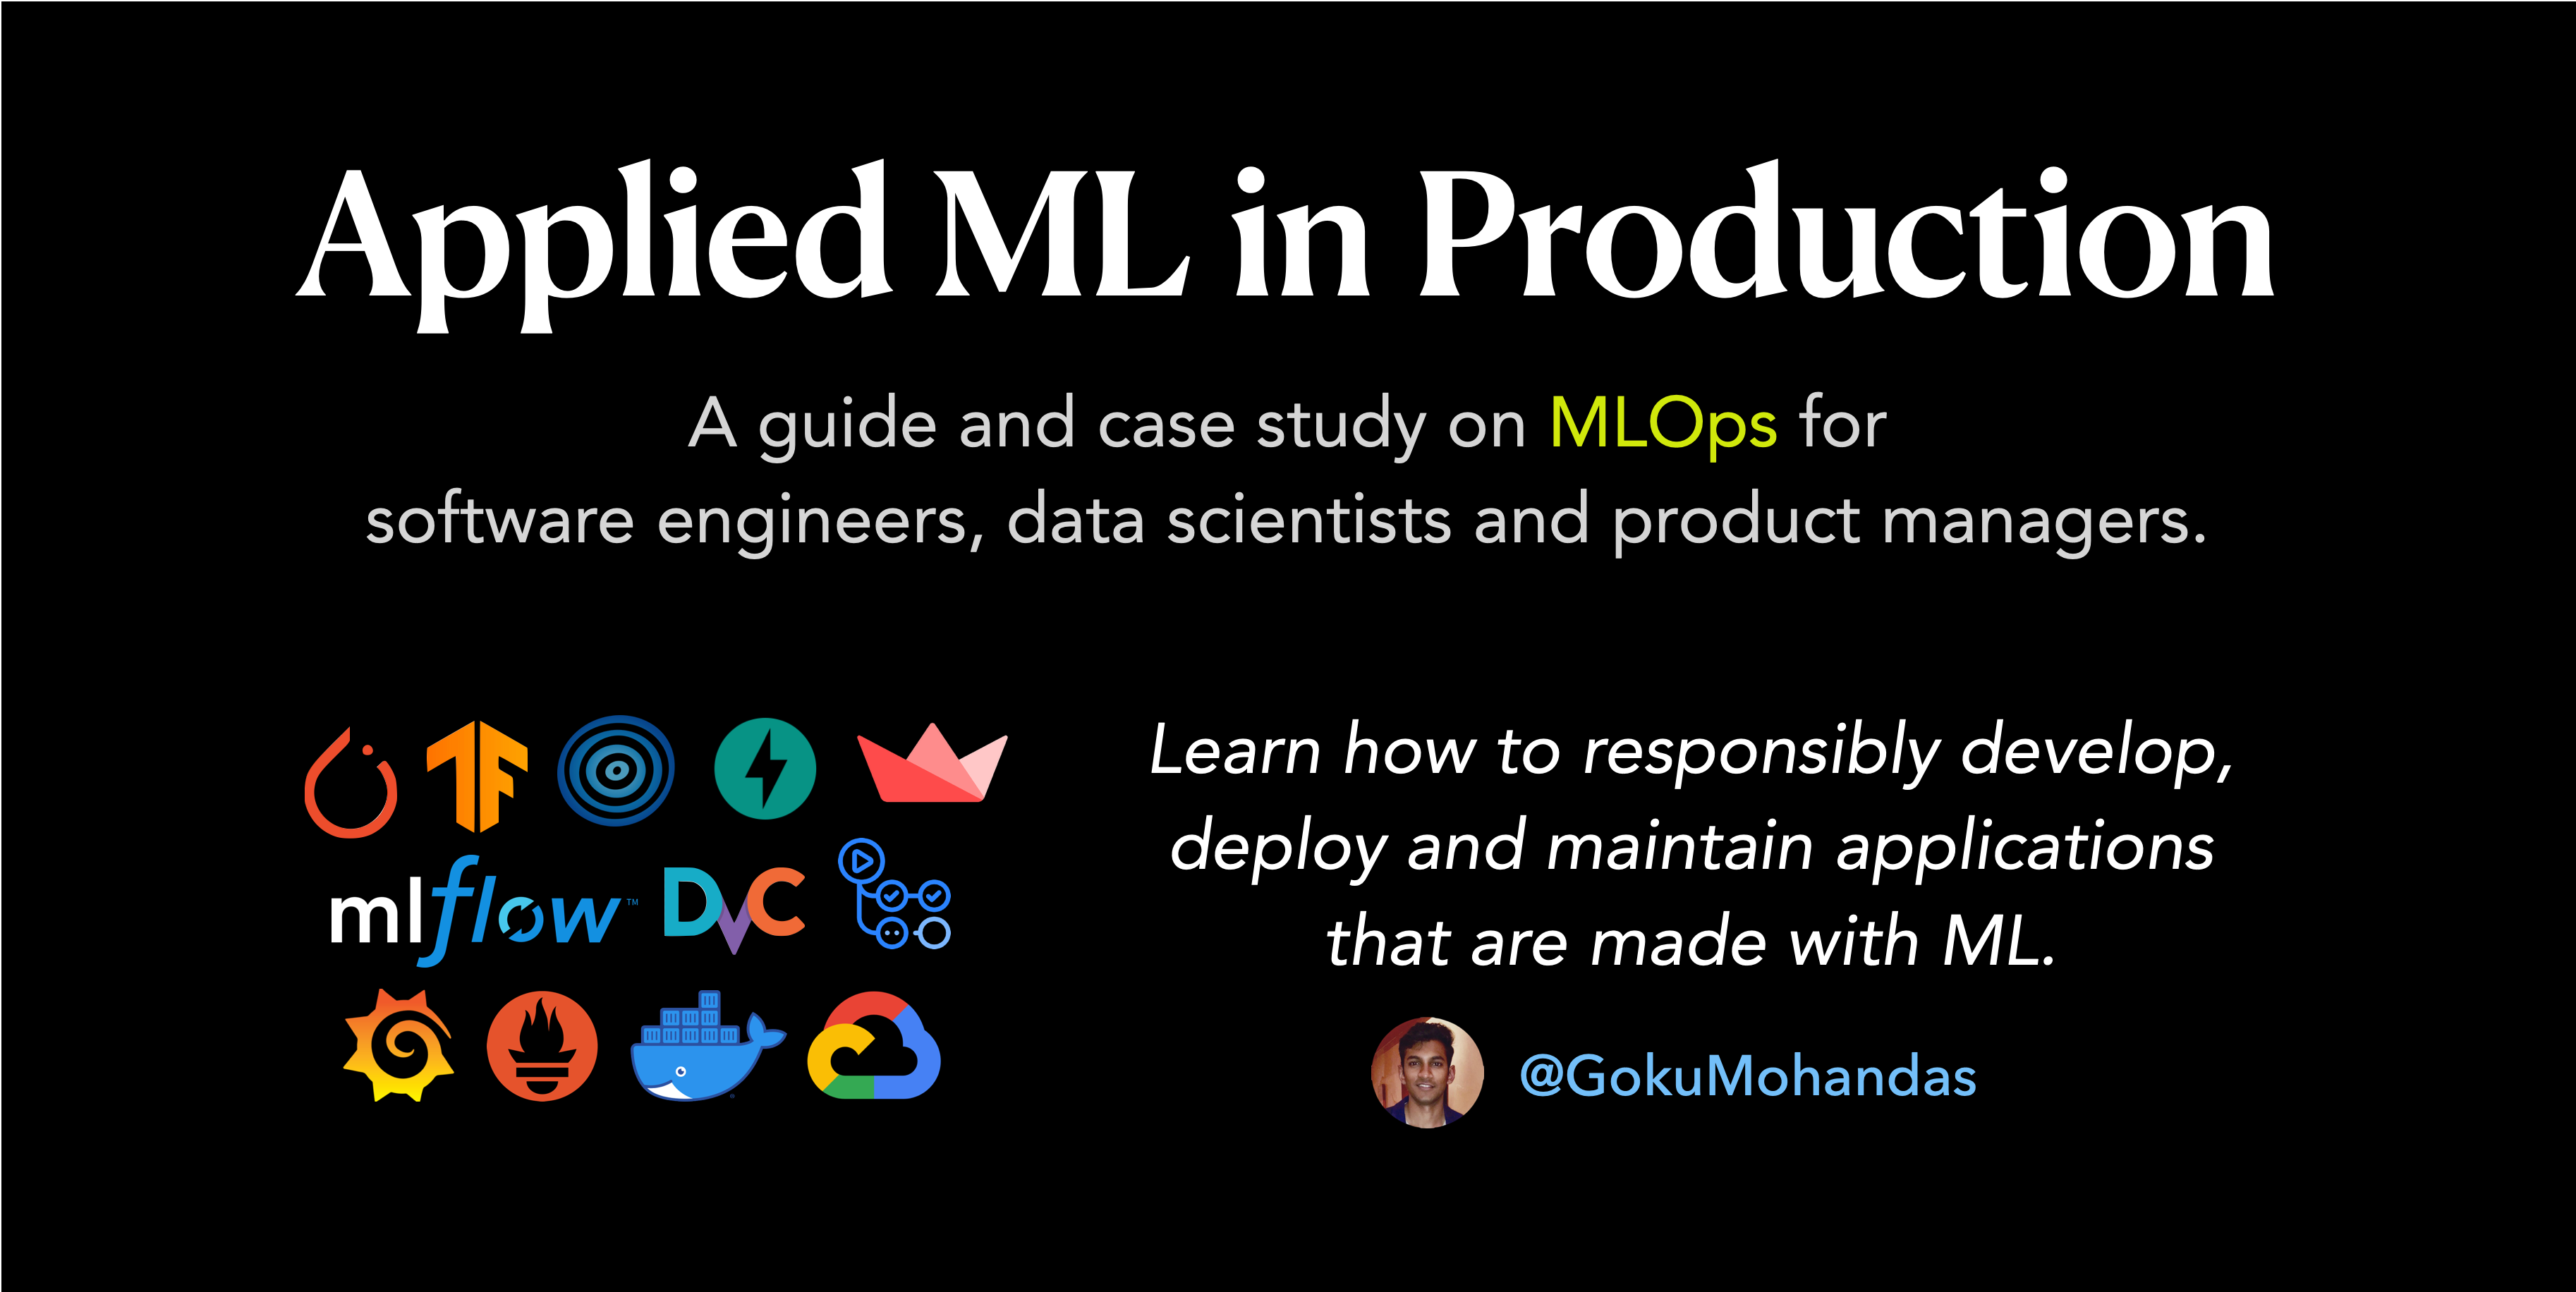 Applied ML in Production
A guide and case study on MLOps for
software engineers, data scientists and product managers.
Learn how to responsibly develop,
deploy and maintain applications
that are made with ML.
mlflow™
DVC
@GokuMohandas